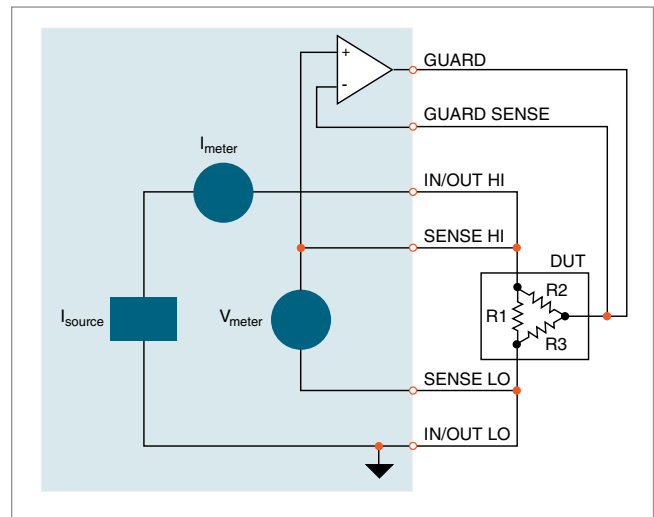 +
GUARD
-
GUARD SENSE
Imeter
IN/OUT HI
SENSE HI
DUT
R2
R1
R3
Isource
Vmeter
SENSE LO
IN/OUT LO